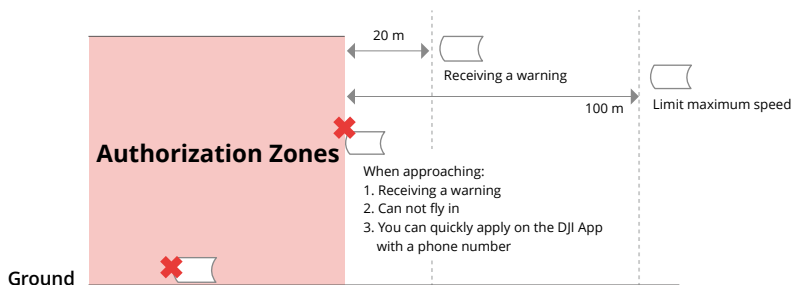 20 m
Receiving a warning
100 m
Limit maximum speed
Authorization Zones
When approaching:
1. Receiving a warning
2. Can not fly in
3. You can quickly apply on the DJI App
with a phone number
Ground